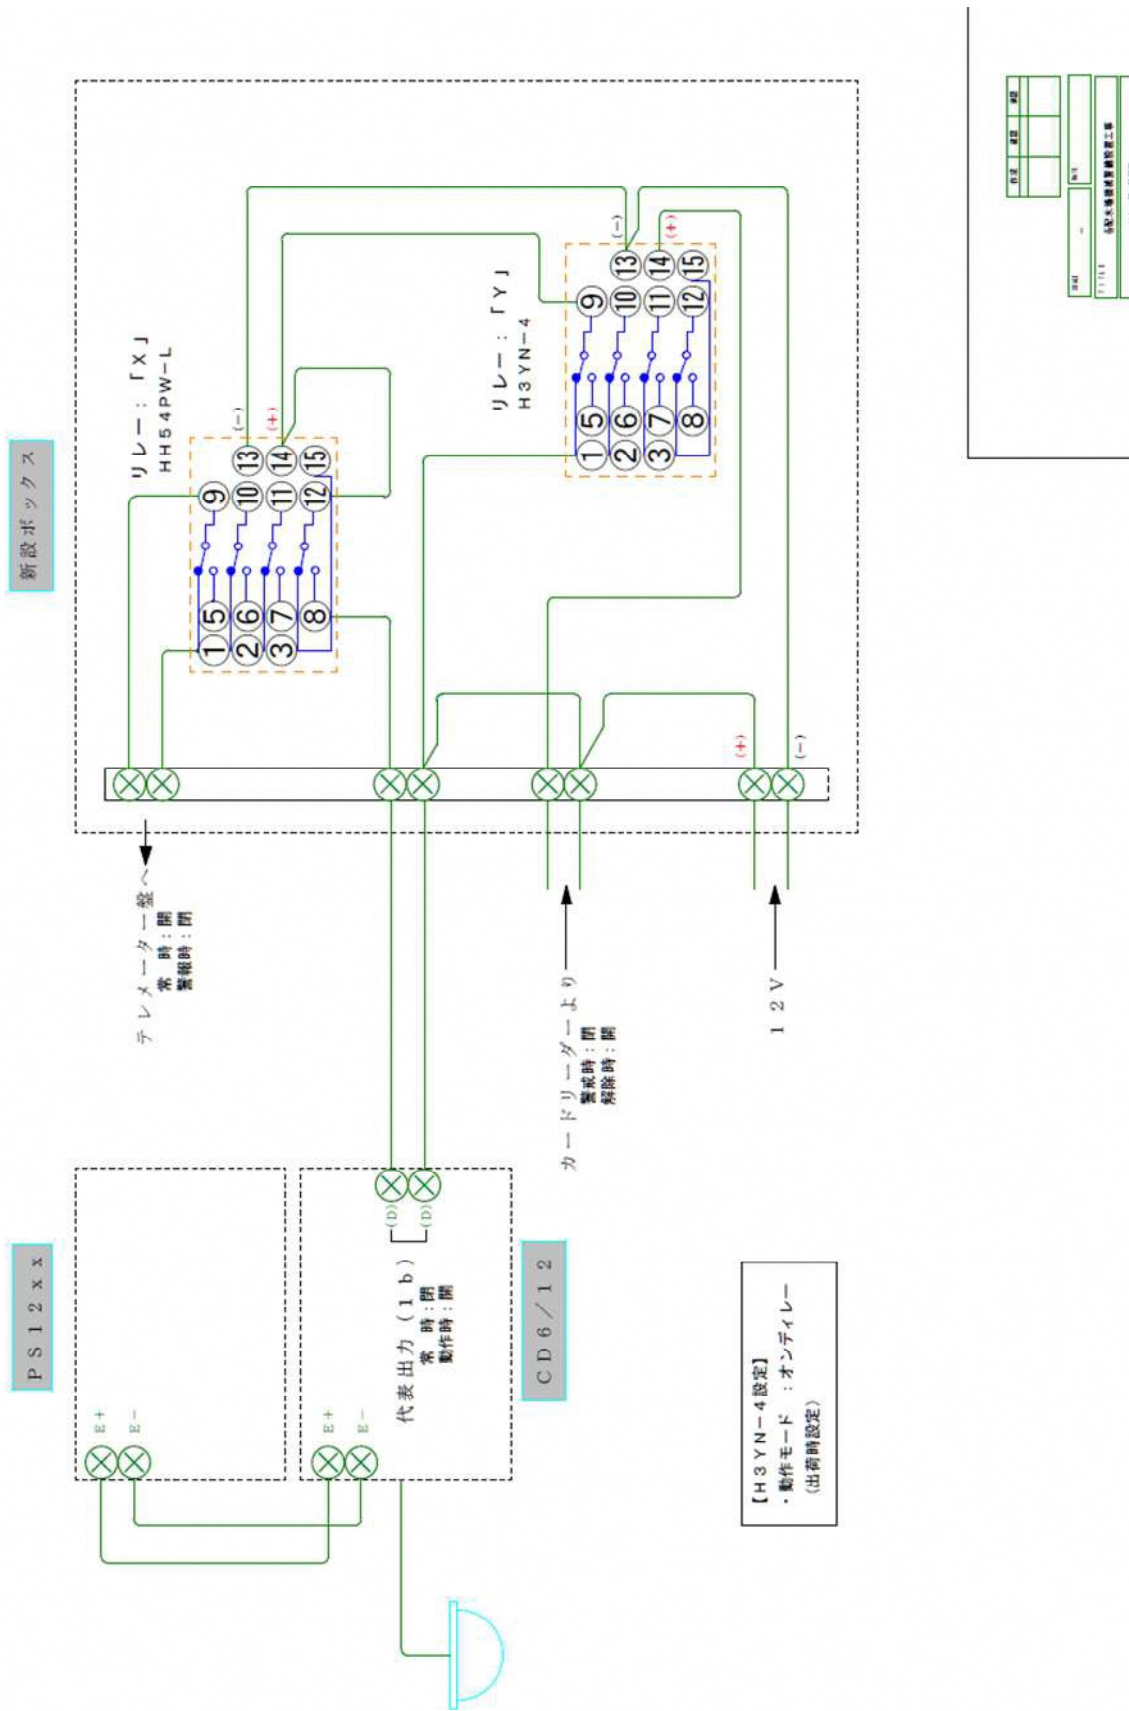 新設ボックス
リレー：「X」
HH54PW-L
(-)
(+)
9
10
11
12
13
14
15
1
2
3
5
6
7
8
リレー：「Y」
H3YN-4
(-)
(+)
9
10
11
12
13
14
15
1
2
3
5
6
7
8
(+)
(-)
テレメーター盤へ
常　時：開
警報時：閉
カードリーダーより
警戒時：閉
解除時：開
12V
PS12xx
E+
E-
E+
E-
代表出力（1b）
常　時：閉
動作時：開
(D)
(D)
CD6/12
【H3YN-4設定】
・動作モード　：オンディレー
（出荷時設定）
作成